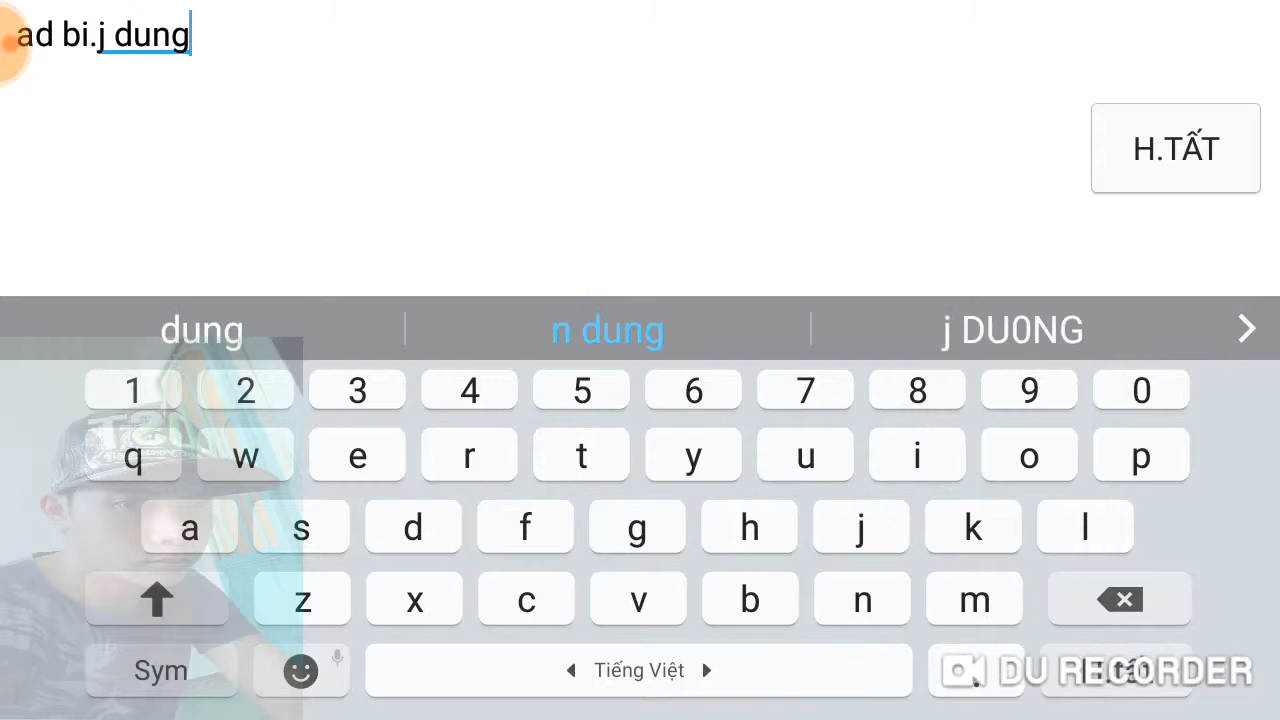 ad bi.j dung
H.TẤT
dung
n dung
j DU0NG
1 2 3 4 5 6 7 8 9 0
q w e r t y u i o p
a s d f g h j k l
z x c v b n m
Sym
Tiếng Việt
.
H.tất
DU RECORDER